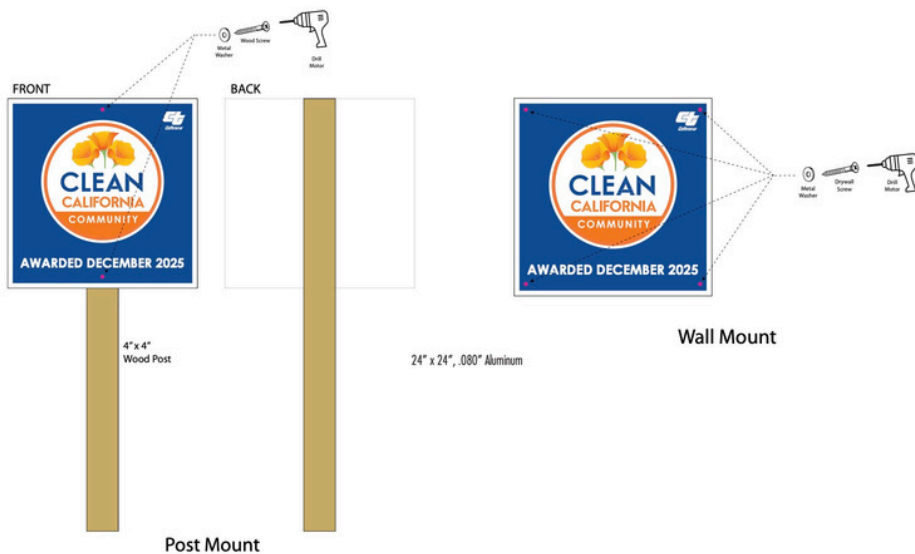 Metal
Washer
Wood Screw
Drill
Motor
FRONT
BACK
Caltrans
CLEAN
CALIFORNIA
COMMUNITY
AWARDED DECEMBER 2025
4" x 4"
Wood Post
Post Mount
24" x 24", .080" Aluminum
Caltrans
CLEAN
CALIFORNIA
COMMUNITY
AWARDED DECEMBER 2025
Metal
Washer
Drywall
Screw
Drill
Motor
Wall Mount